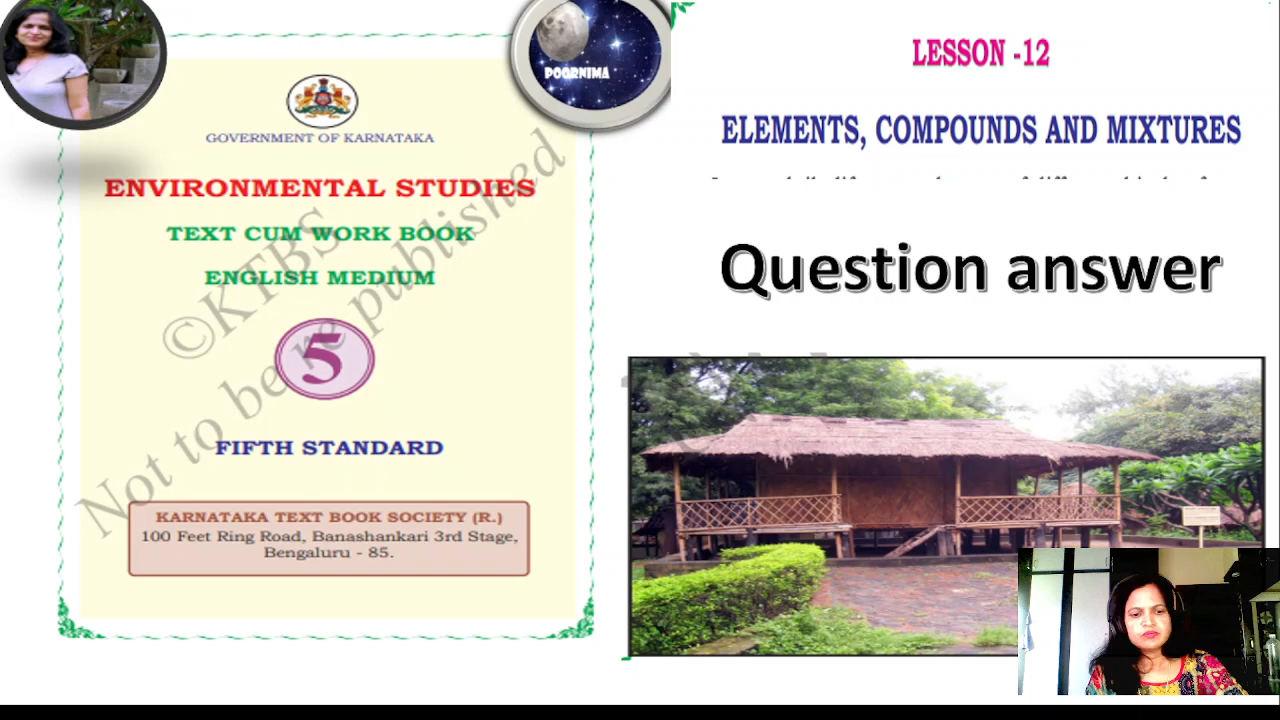 POORNIMA
GOVERNMENT OF KARNATAKA
ENVIRONMENTAL STUDIES
TEXT CUM WORK BOOK
ENGLISH MEDIUM
5
FIFTH STANDARD
KARNATAKA TEXT BOOK SOCIETY (R.)
100 Feet Ring Road, Banashankari 3rd Stage,
Bengaluru - 85.
©KTBS
Not to be republished
LESSON -12
ELEMENTS, COMPOUNDS AND MIXTURES
Question answer